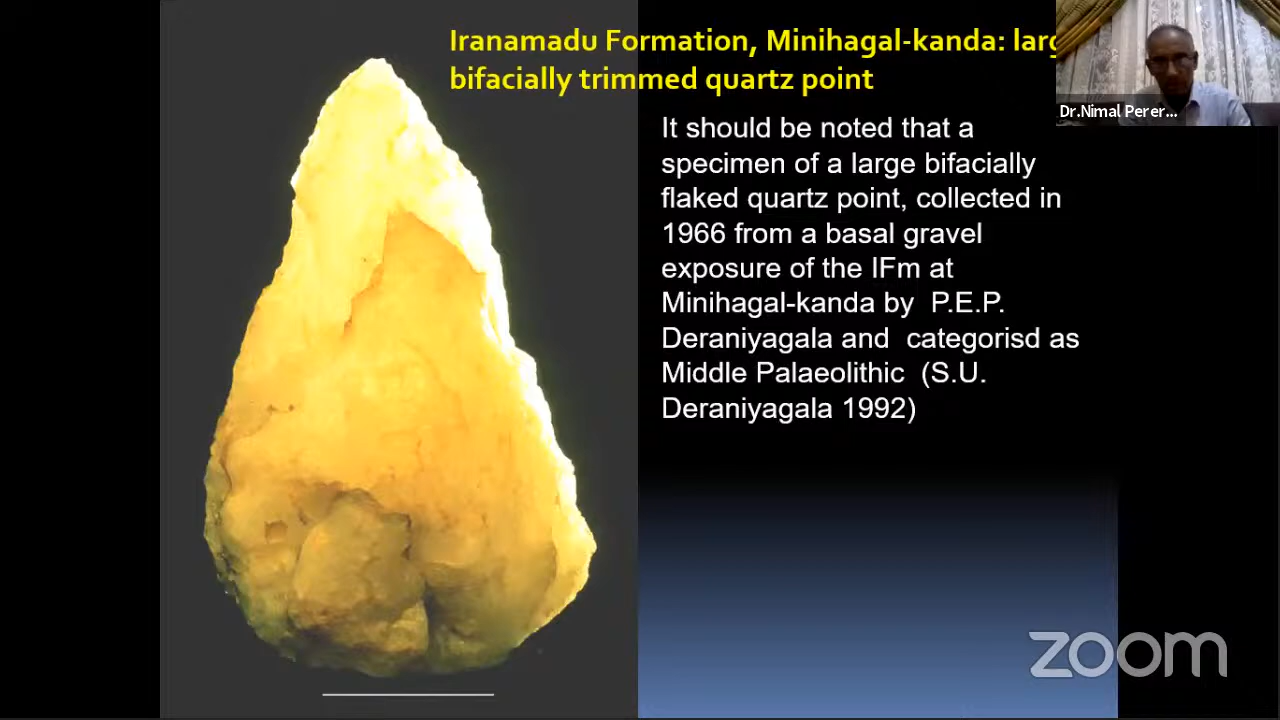 Iranamadu Formation, Minihagal-kanda: larg
bifacially trimmed quartz point
Dr.Nimal Perer...
It should be noted that a
specimen of a large bifacially
flaked quartz point, collected in
1966 from a basal gravel
exposure of the IFm at
Minihagal-kanda by P.E.P.
Deraniyagala and categorisd as
Middle Palaeolithic (S.U.
Deraniyagala 1992)
zoom